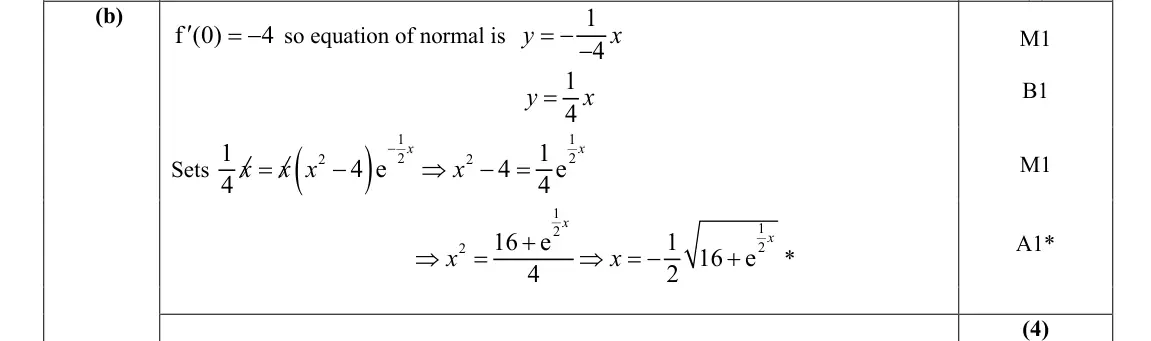 (b)
f′(0) = −4 so equation of normal is y = −1/−4 x M1
y = 1/4 x B1
Sets 1/4 x̸ = x̸(x² − 4)e^(−1/2 x) ⇒ x² − 4 = 1/4 e^(1/2 x) M1
⇒ x² = (16 + e^(1/2 x))/4 ⇒ x = −1/2 √(16 + e^(1/2 x)) * A1*
(4)